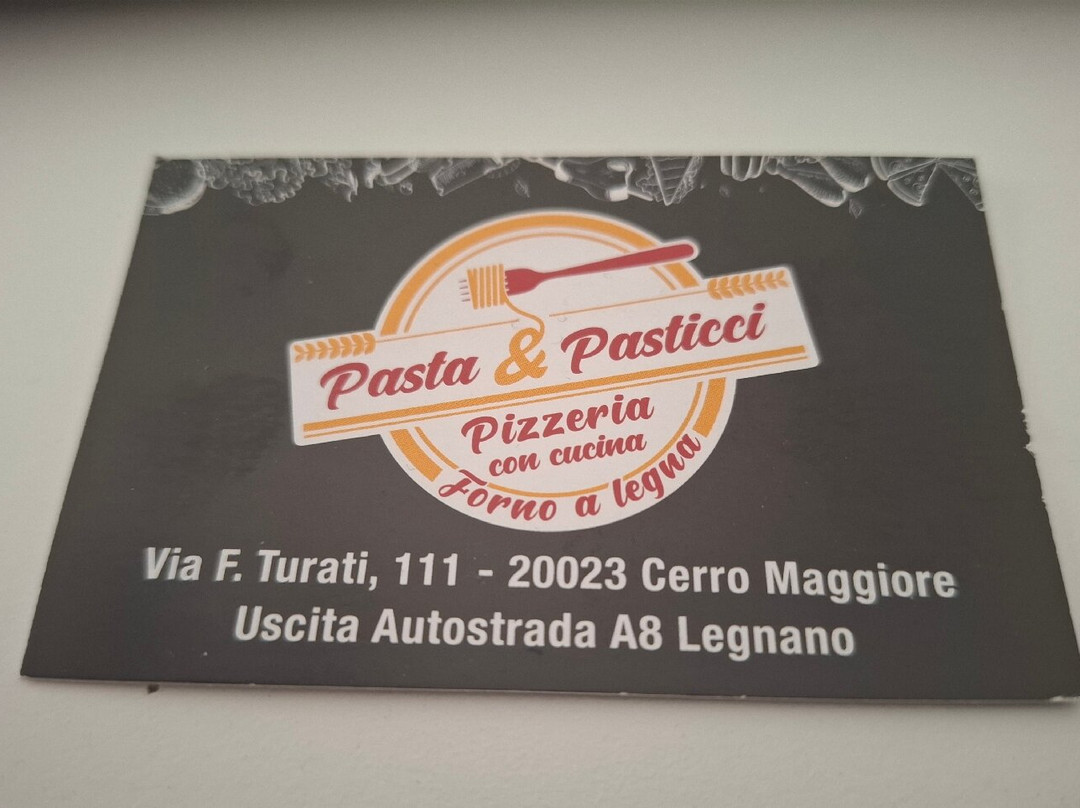 Pasta & Pasticci
Pizzeria
con cucina
Forno a legna
Via F. Turati, 111 - 20023 Cerro Maggiore
Uscita Autostrada A8 Legnano